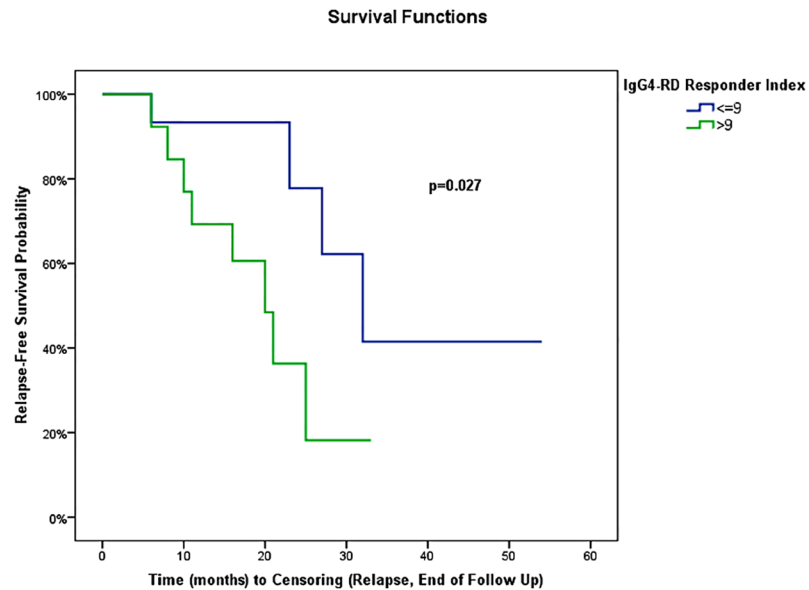 Survival Functions
IgG4-RD Responder Index
<=9
>9
p=0.027
Relapse-Free Survival Probability
100%
80%
60%
40%
20%
0%
0 10 20 30 40 50 60
Time (months) to Censoring (Relapse, End of Follow Up)